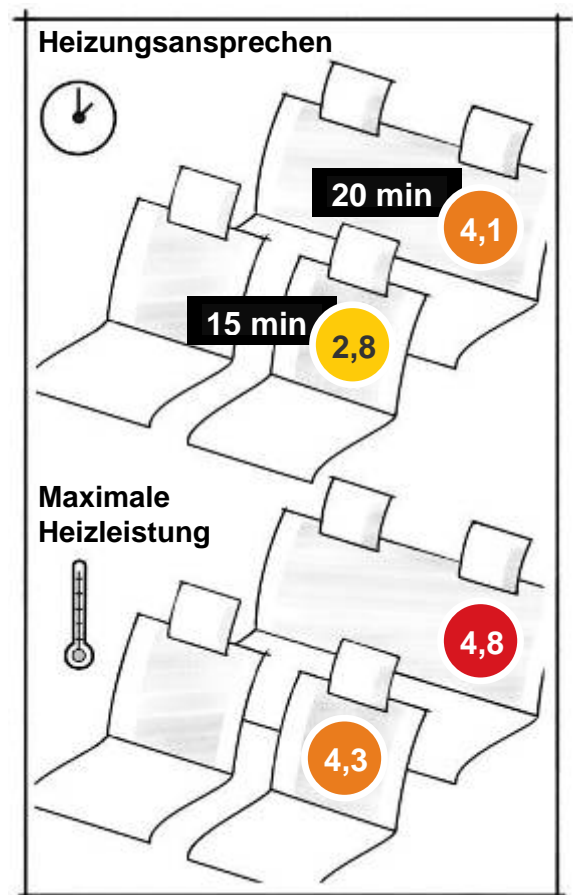 Heizungsansprechen
20 min
4,1
15 min
2,8
Maximale
Heizleistung
4,8
4,3